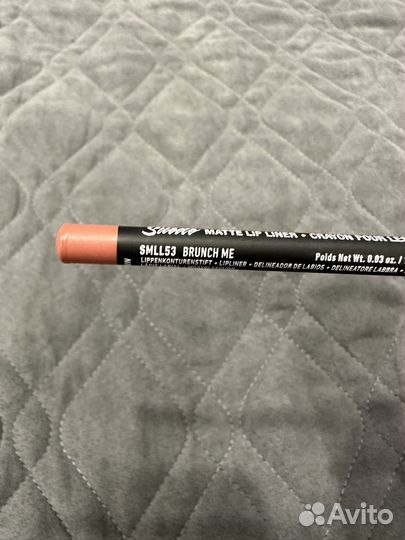 Suede MATTE LIP LINER • CRAYON POUR LES
SMLL53 BRUNCH ME
Poids Net Wt. 0.03 oz. /
LIPPENKONTURENSTIFT • LIPLINER • DELINEADOR DE LABIOS • DELINEATORE LABBRA •
Avito